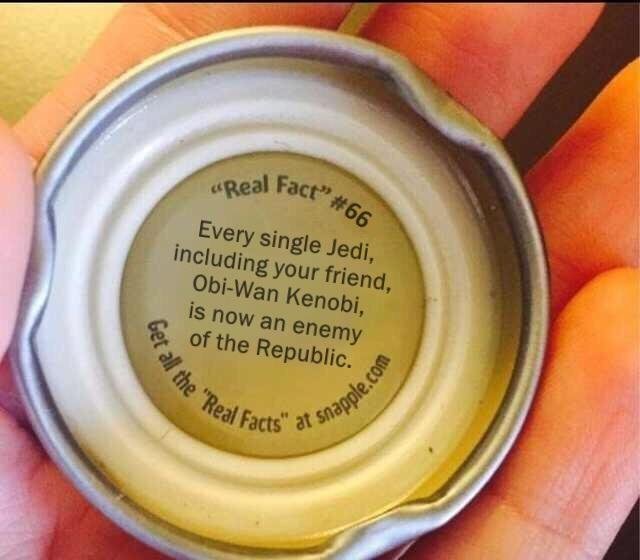 “Real Fact” #66
Every single Jedi,
including your friend,
Obi-Wan Kenobi,
is now an enemy
of the Republic.
Get all the "Real Facts" at snapple.com